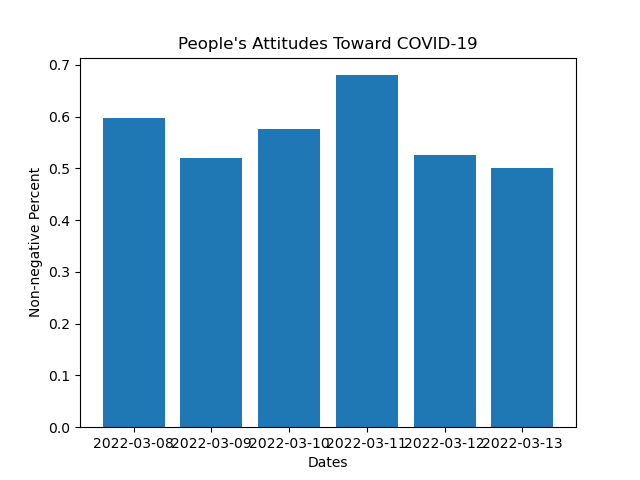 People's Attitudes Toward COVID-19
Non-negative Percent
0.7
0.6
0.5
0.4
0.3
0.2
0.1
0.0
2022-03-08 2022-03-09 2022-03-10 2022-03-11 2022-03-12 2022-03-13
Dates